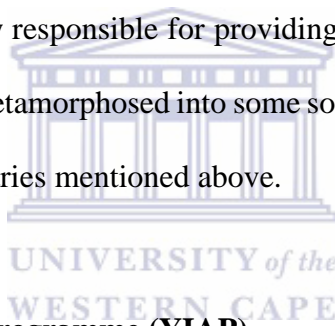 responsible for providing
etamorphosed into some so
ries mentioned above.
UNIVERSITY of the
WESTERN CAPE
rogramme (YIAP)